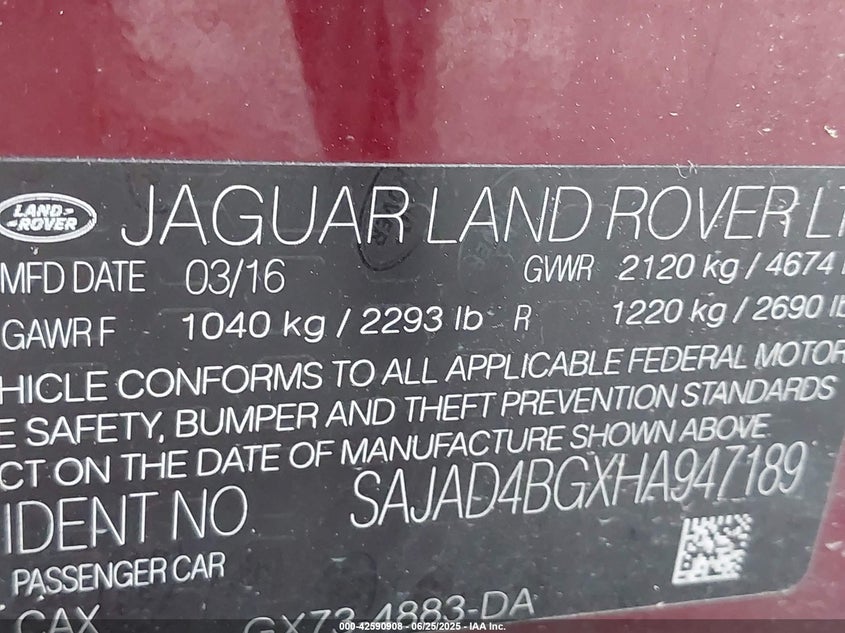 LAND ROVER JAGUAR LAND ROVER LT
MFD DATE 03/16 GVWR 2120 kg / 4674
GAWR F 1040 kg / 2293 lb R 1220 kg / 2690 lb
HICLE CONFORMS TO ALL APPLICABLE FEDERAL MOTOR
E SAFETY, BUMPER AND THEFT PREVENTION STANDARDS
CT ON THE DATE OF MANUFACTURE SHOWN ABOVE
IDENT NO SAJAD4BGXHA947189
PASSENGER CAR
CAX GX73-4883-DA
000-42590908 - 06/25/2025 - IAA Inc.